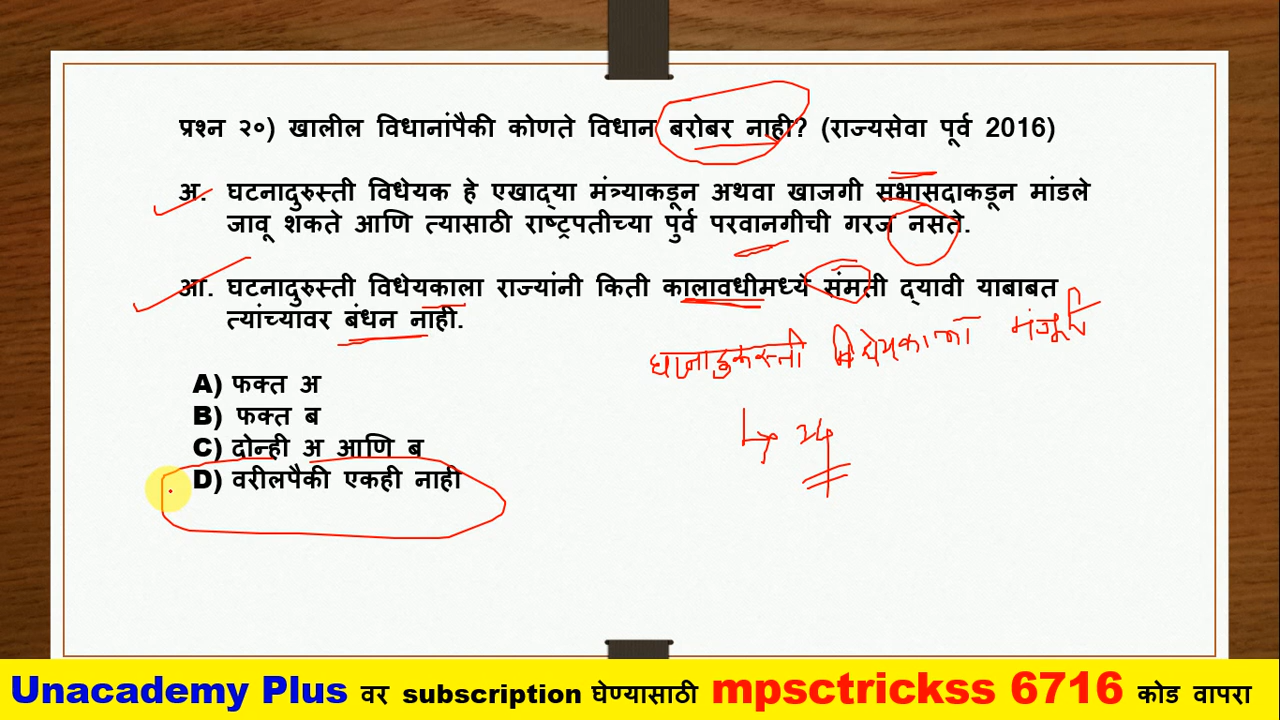 प्रश्न २०) खालील विधानांपैकी कोणते विधान बरोबर नाही? (राज्यसेवा पूर्व 2016)
अ. घटनादुरुस्ती विधेयक हे एखाद्या मंत्र्याकडून अथवा खाजगी सभासदाकडून मांडले
जावू शकते आणि त्यासाठी राष्ट्रपतीच्या पुर्व परवानगीची गरज नसते.
आ. घटनादुरुस्ती विधेयकाला राज्यांनी किती कालावधीमध्ये संमती द्यावी याबाबत
त्यांच्यावर बंधन नाही.
विधेयकाला मंजूरी
A) फक्त अ
B) फक्त ब
C) दोन्ही अ आणि ब
D) वरीलपैकी एकही नाही
Unacademy Plus वर subscription घेण्यासाठी mpsctrickss 6716 कोड वापरा